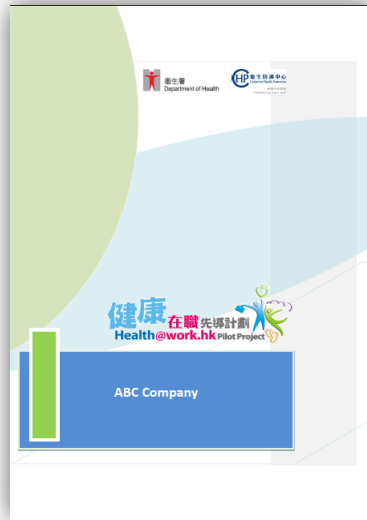 衞生署
Department of Health
衞生防護中心
Centre for Health Protection
健康在職先導計劃
Health@work.hk Pilot Project
ABC Company